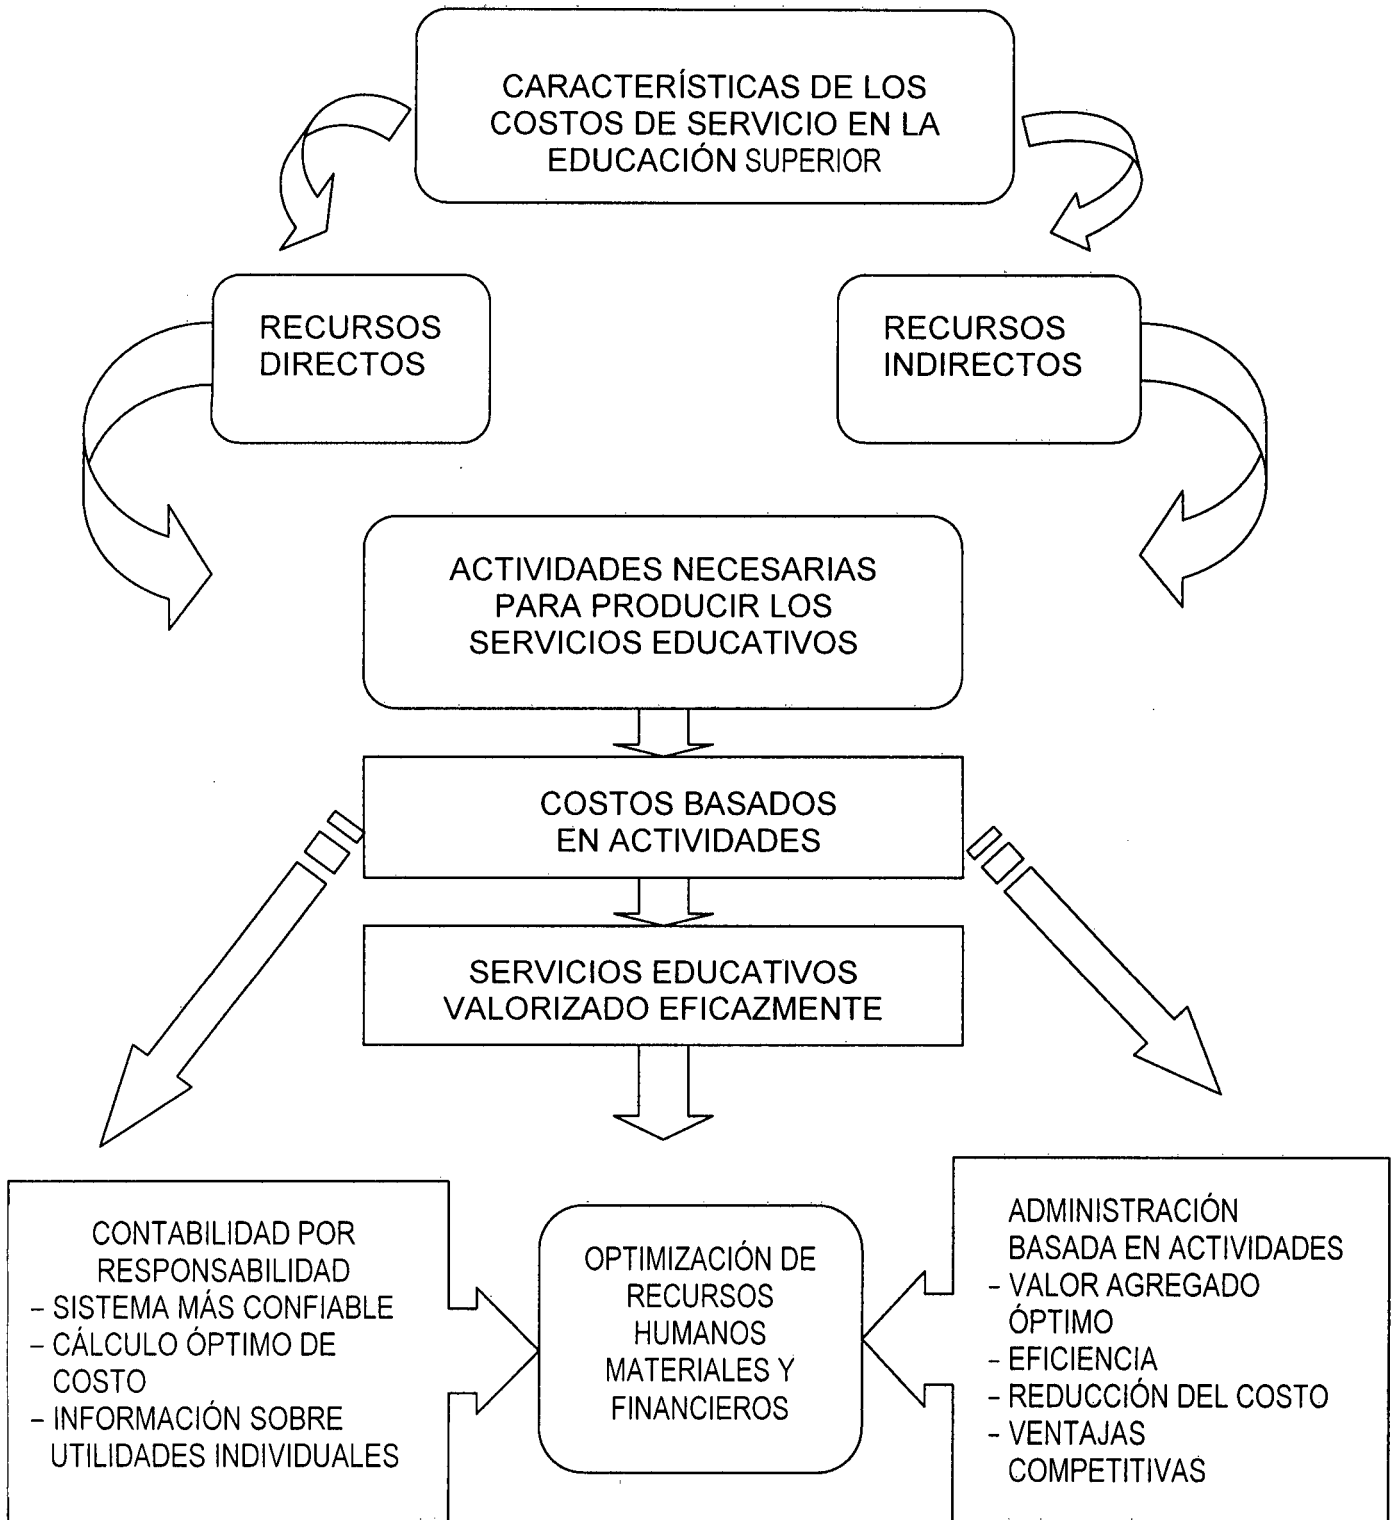 CARACTERÍSTICAS DE LOS
COSTOS DE SERVICIO EN LA
EDUCACIÓN SUPERIOR
RECURSOS
DIRECTOS
RECURSOS
INDIRECTOS
ACTIVIDADES NECESARIAS
PARA PRODUCIR LOS
SERVICIOS EDUCATIVOS
COSTOS BASADOS
EN ACTIVIDADES
SERVICIOS EDUCATIVOS
VALORIZADO EFICAZMENTE
CONTABILIDAD POR
RESPONSABILIDAD
– SISTEMA MÁS CONFIABLE
– CÁLCULO ÓPTIMO DE
COSTO
– INFORMACIÓN SOBRE
UTILIDADES INDIVIDUALES
OPTIMIZACIÓN DE
RECURSOS
HUMANOS
MATERIALES Y
FINANCIEROS
ADMINISTRACIÓN
BASADA EN ACTIVIDADES
- VALOR AGREGADO
ÓPTIMO
- EFICIENCIA
- REDUCCIÓN DEL COSTO
- VENTAJAS
COMPETITIVAS